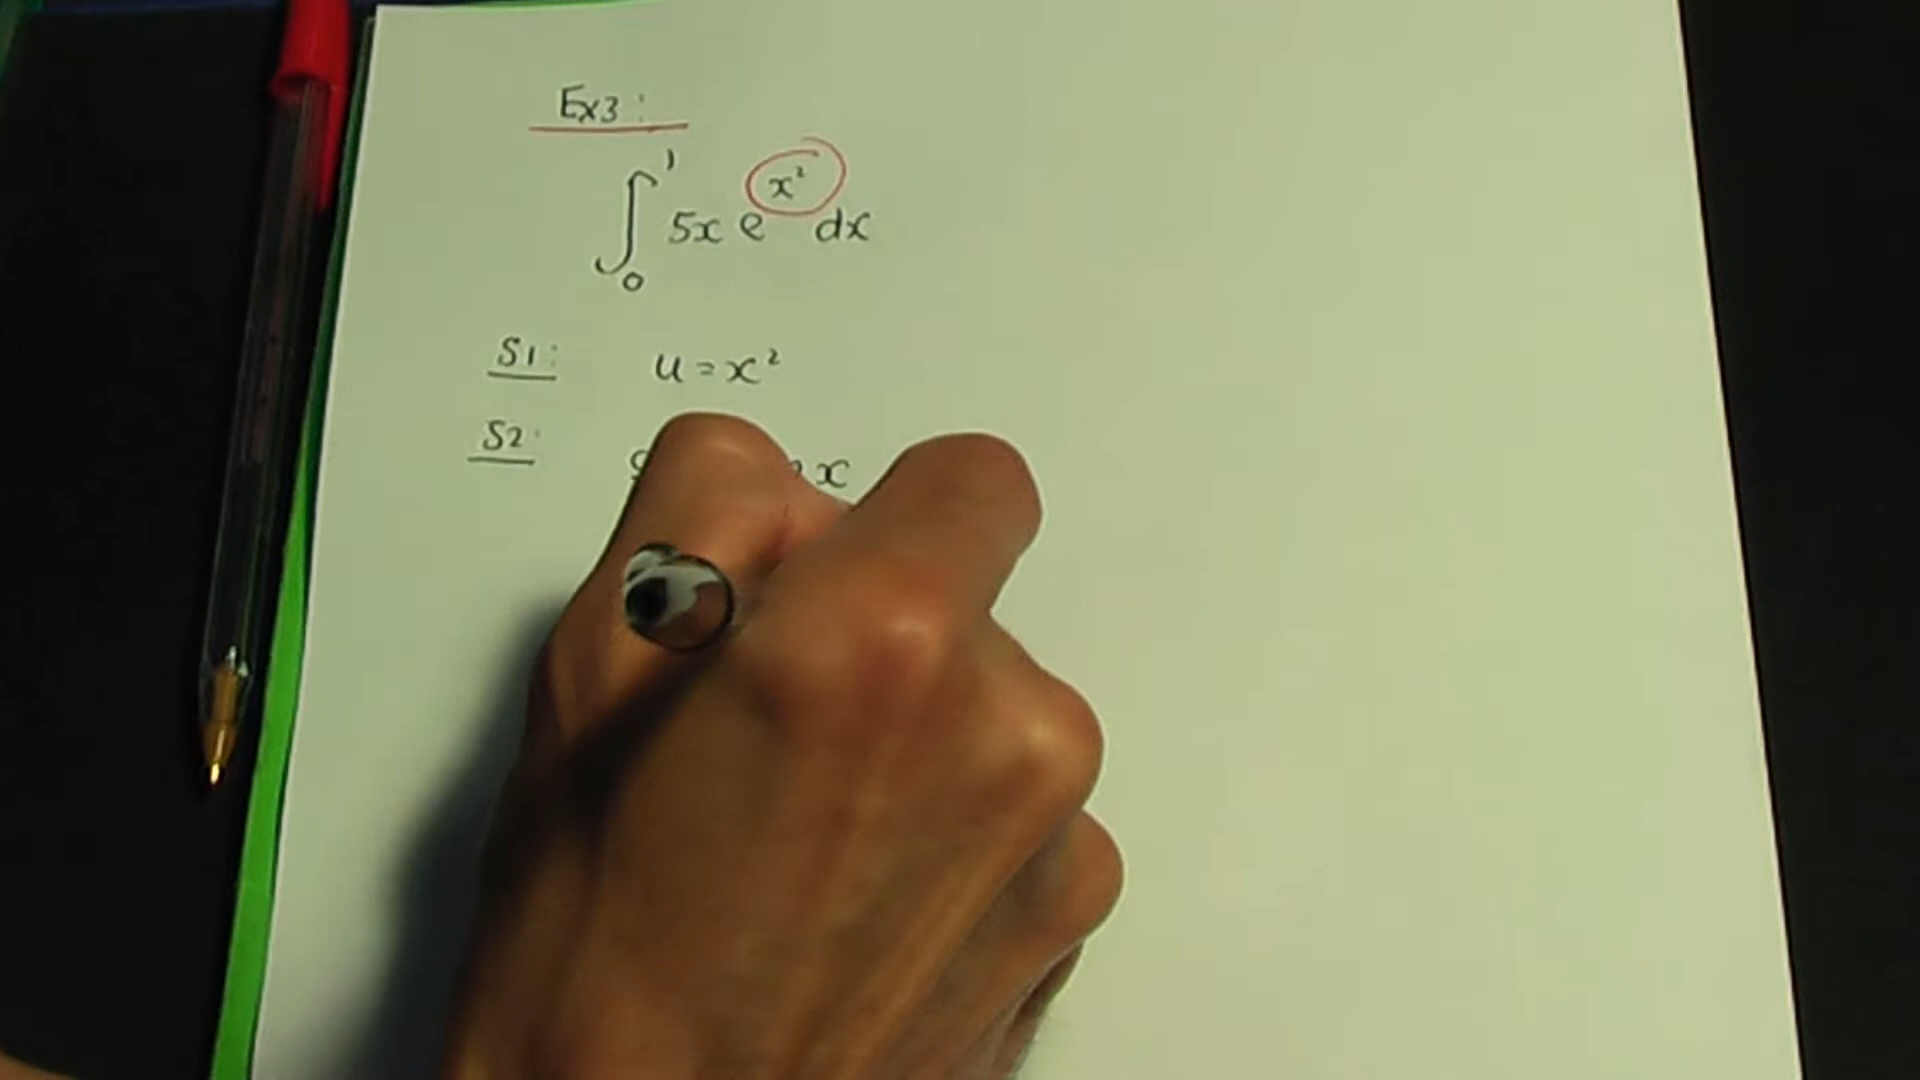 Ex3:
∫₀¹ 5x e^{x²} dx
S1: u = x²
S2: x